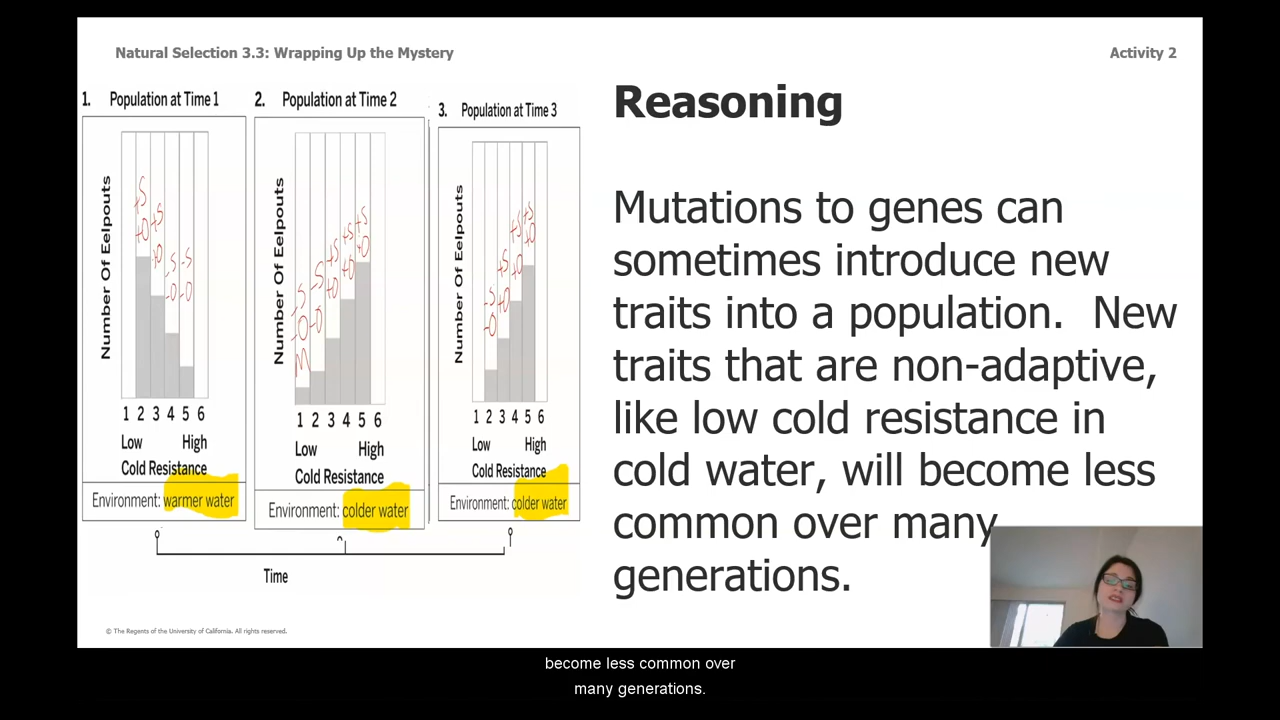 Natural Selection 3.3: Wrapping Up the Mystery
Activity 2
1. Population at Time 1
Number Of Eelpouts
+S +S -S -S
+O +O -O -O
1 2 3 4 5 6
Low High
Cold Resistance
Environment: warmer water
2. Population at Time 2
Number Of Eelpouts
-S -S +S +S +S
-O -O +O +O +O
M
1 2 3 4 5 6
Low High
Cold Resistance
Environment: colder water
3. Population at Time 3
Number Of Eelpouts
-S +S +S +S
-O +O +O +O
1 2 3 4 5 6
Low High
Cold Resistance
Environment: colder water
Time
Reasoning
Mutations to genes can
sometimes introduce new
traits into a population. New
traits that are non-adaptive,
like low cold resistance in
cold water, will become less
common over many
generations.
© The Regents of the University of California. All rights reserved.
become less common over
many generations.